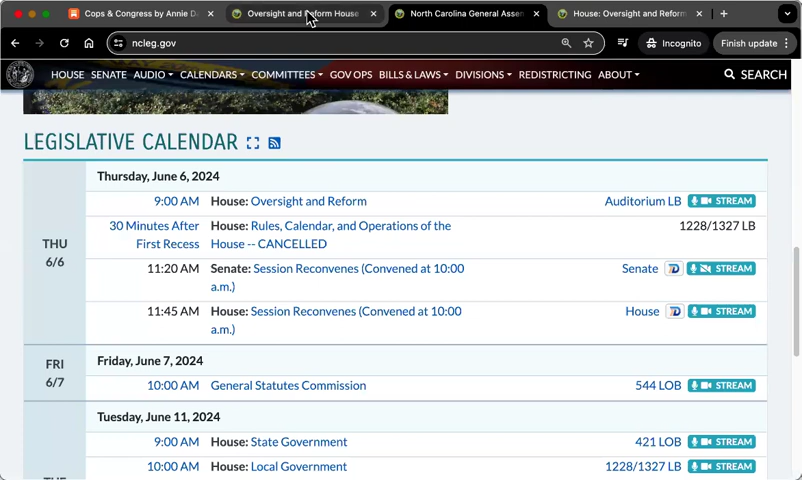 Cops & Congress by Annie Da
Oversight and Reform House
North Carolina General Assem
House: Oversight and Reform
ncleg.gov
Incognito
Finish update
HOUSE SENATE AUDIO CALENDARS COMMITTEES GOV OPS BILLS & LAWS DIVISIONS REDISTRICTING ABOUT SEARCH
LEGISLATIVE CALENDAR
Thursday, June 6, 2024
THU
6/6
9:00 AM House: Oversight and Reform Auditorium LB STREAM
30 Minutes After House: Rules, Calendar, and Operations of the 1228/1327 LB
First Recess House -- CANCELLED
11:20 AM Senate: Session Reconvenes (Convened at 10:00 Senate STREAM
a.m.)
11:45 AM House: Session Reconvenes (Convened at 10:00 House STREAM
a.m.)
FRI
6/7
Friday, June 7, 2024
10:00 AM General Statutes Commission 544 LOB STREAM
Tuesday, June 11, 2024
9:00 AM House: State Government 421 LOB STREAM
10:00 AM House: Local Government 1228/1327 LB STREAM